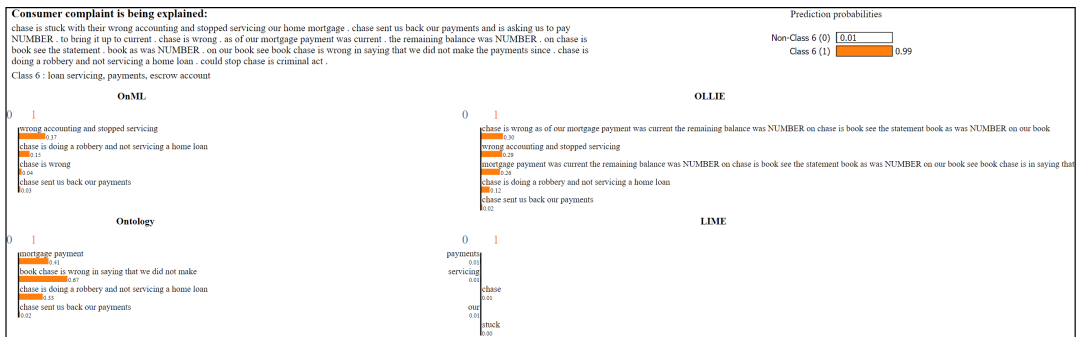 Consumer complaint is being explained:
chase is stuck with their wrong accounting and stopped servicing our home mortgage . chase sent us back our payments and is asking us to pay
NUMBER . to bring it up to current . chase is wrong . as of our mortgage payment was current . the remaining balance was NUMBER . on chase is
book see the statement . book as was NUMBER . on our book see book chase is wrong in saying that we did not make the payments since . chase is
doing a robbery and not servicing a home loan . could stop chase is criminal act .
Class 6 : loan servicing, payments, escrow account
Prediction probabilities
Non-Class 6 (0) 0.01
Class 6 (1) 0.99
OnML
0 1
wrong accounting and stopped servicing
0.37
chase is doing a robbery and not servicing a home loan
0.15
chase is wrong
0.04
chase sent us back our payments
0.03
OLLIE
0 1
chase is wrong as of our mortgage payment was current the remaining balance was NUMBER on chase is book see the statement book as was NUMBER on our book
0.30
wrong accounting and stopped servicing
0.29
mortgage payment was current the remaining balance was NUMBER on chase is book see the statement book as was NUMBER on our book see book chase is in saying that
0.26
chase is doing a robbery and not servicing a home loan
0.12
chase sent us back our payments
0.02
Ontology
0 1
mortgage payment
0.41
book chase is wrong in saying that we did not make
0.67
chase is doing a robbery and not servicing a home loan
0.33
chase sent us back our payments
0.02
LIME
0 1
payments
0.01
servicing
0.01
chase
0.01
our
0.01
stuck
0.00